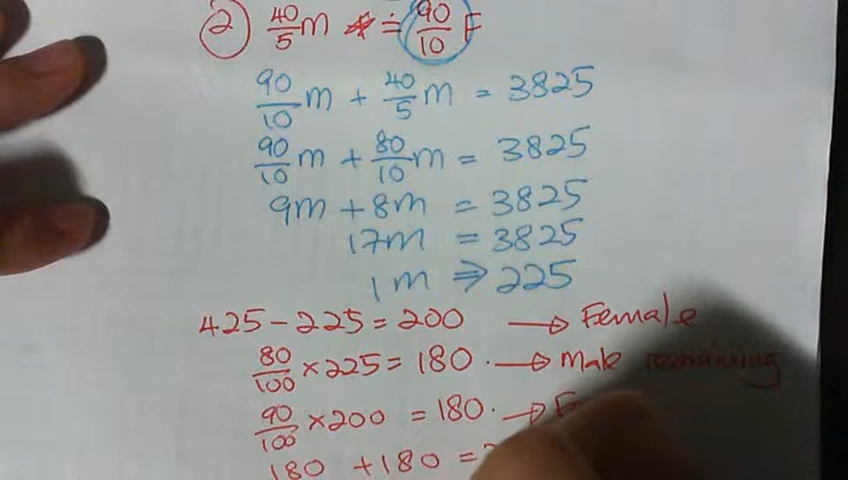 ② 40/5 m = 90/10 F
90/10 m + 40/5 m = 3825
90/10 m + 80/10 m = 3825
9m + 8m = 3825
17m = 3825
1m ⇒ 225
425 - 225 = 200 → Female
80/100 × 225 = 180. → Male remaining
90/100 × 200 = 180. → F
180 + 180 =